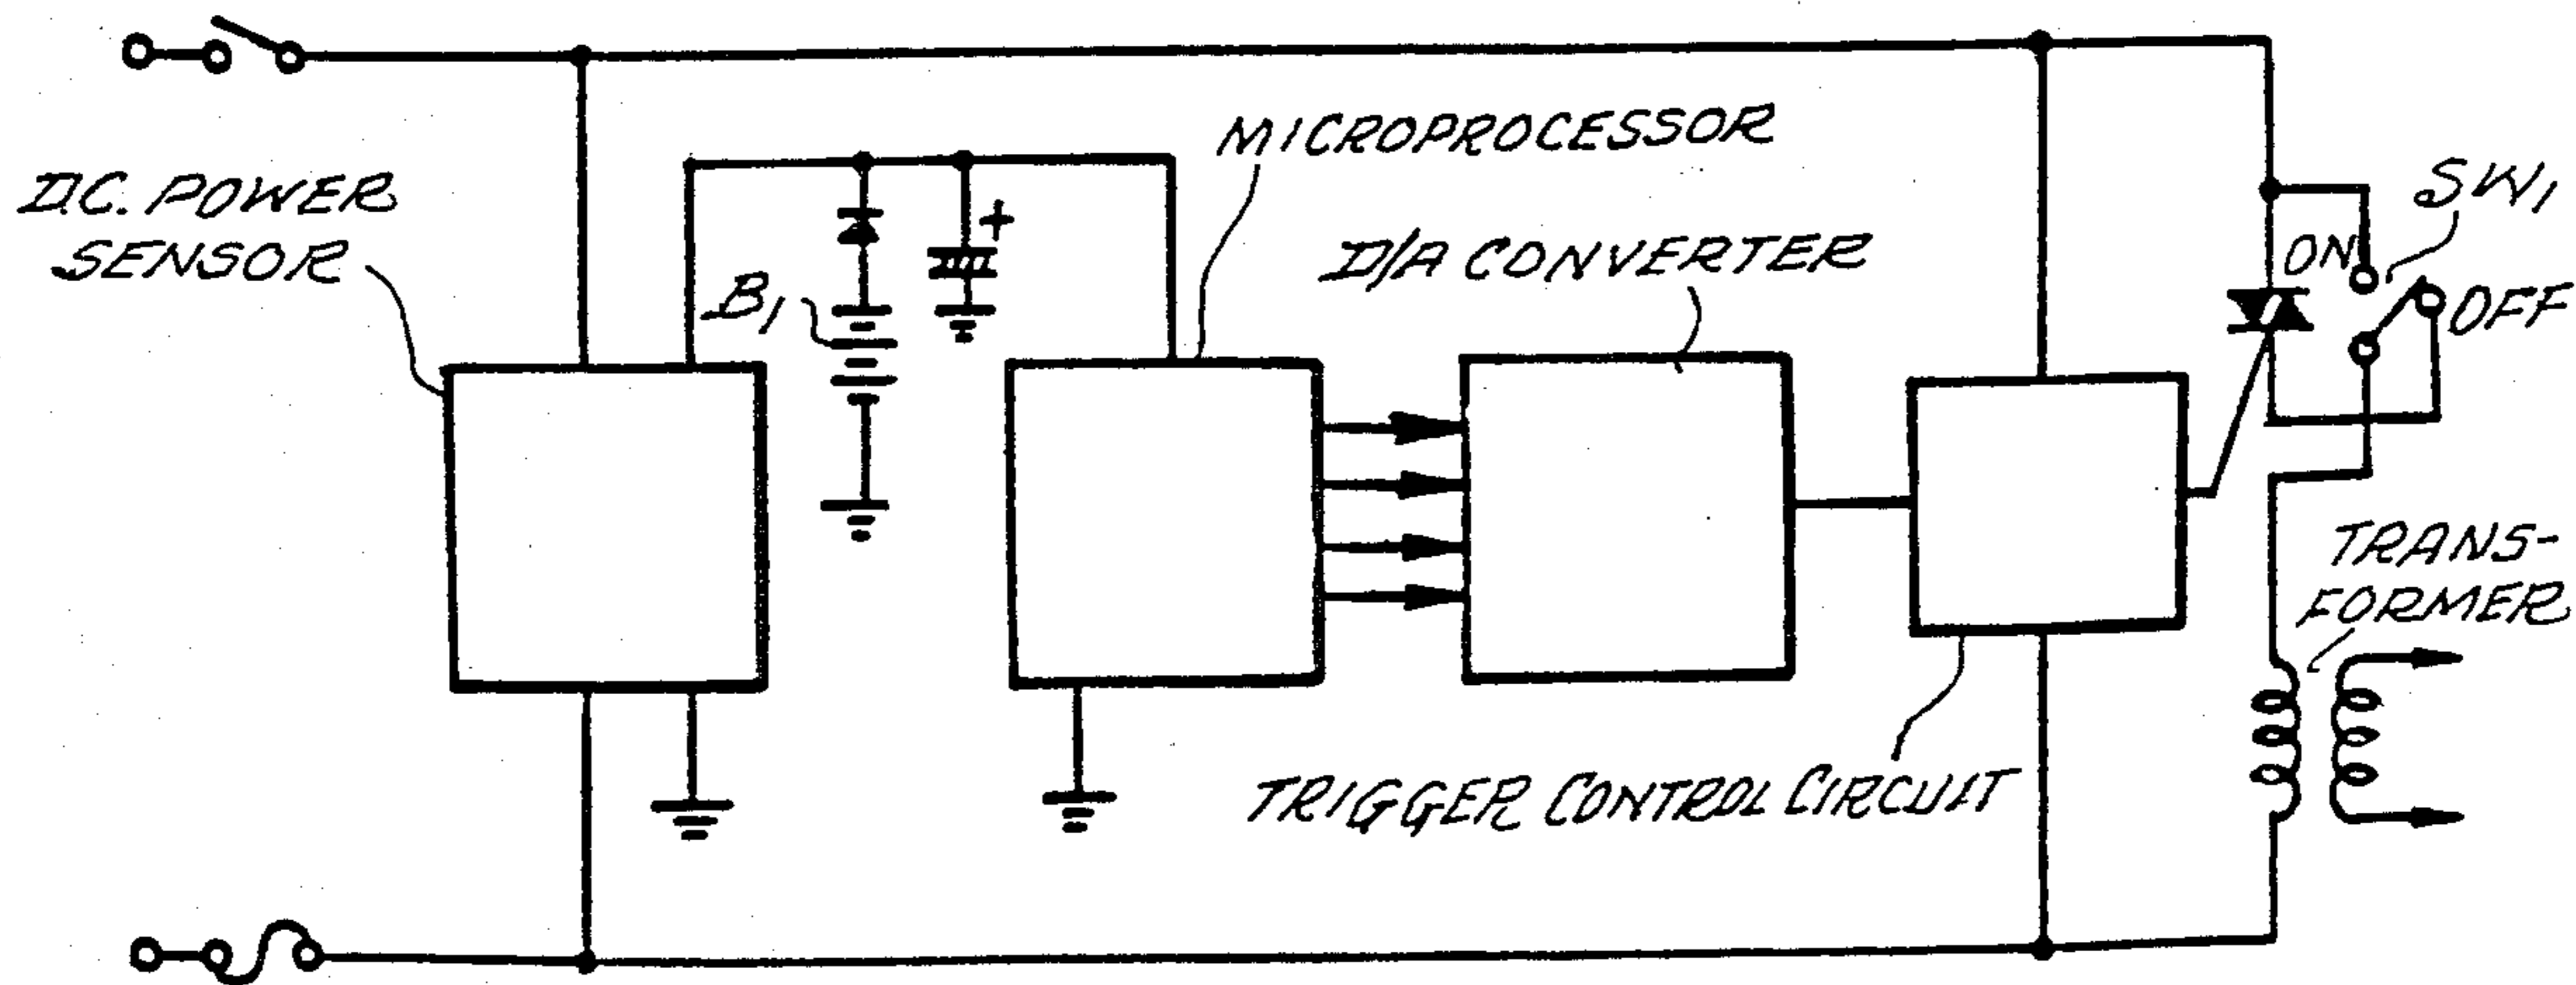 D.C. POWER
SENSOR
B1
+
MICROPROCESSOR
D/A CONVERTER
SW1
ON
OFF
TRANS-
FORMER
TRIGGER CONTROL CIRCUIT